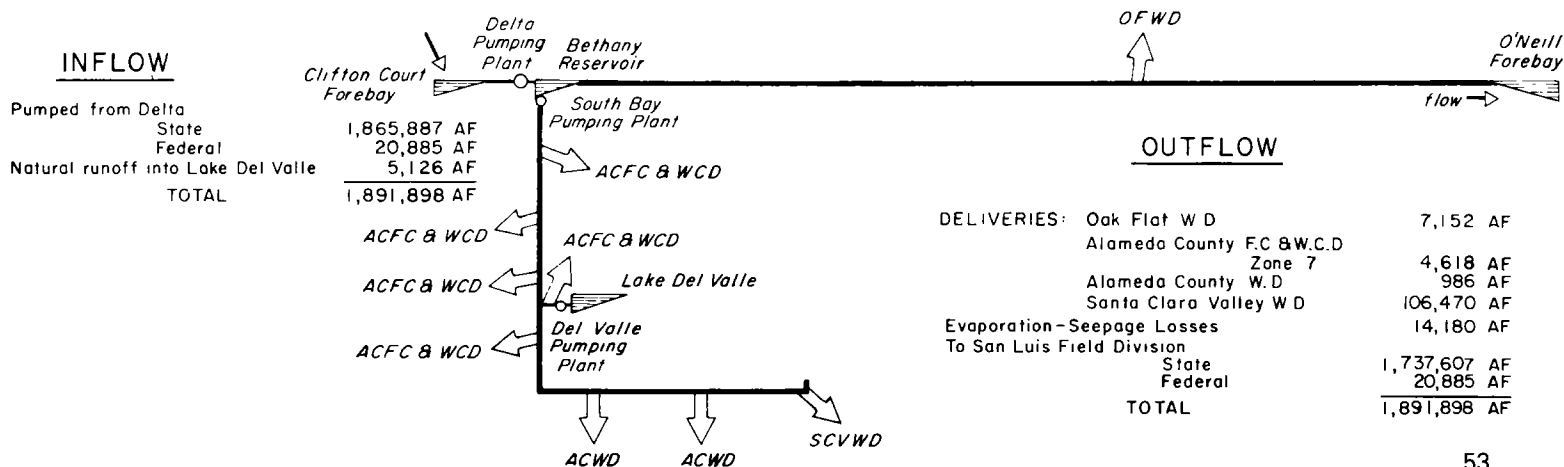 INFLOW
Pumped from Delta
State 1,865,887 AF
Federal 20,885 AF
Natural runoff into Lake Del Valle 5,126 AF
TOTAL 1,891,898 AF
Clifton Court
Forebay
Delta
Pumping
Plant
Bethany
Reservoir
South Bay
Pumping Plant
OFWD
O'Neill
Forebay
flow
ACFC & WCD
ACFC & WCD
ACFC & WCD
ACFC & WCD
Lake Del Valle
Del Valle
Pumping
Plant
ACFC & WCD
ACWD
ACWD
SCVWD
OUTFLOW
DELIVERIES: Oak Flat W D 7,152 AF
Alameda County F.C & W.C.D
Zone 7 4,618 AF
Alameda County W.D 986 AF
Santa Clara Valley W D 106,470 AF
Evaporation-Seepage Losses 14,180 AF
To San Luis Field Division
State 1,737,607 AF
Federal 20,885 AF
TOTAL 1,891,898 AF
53